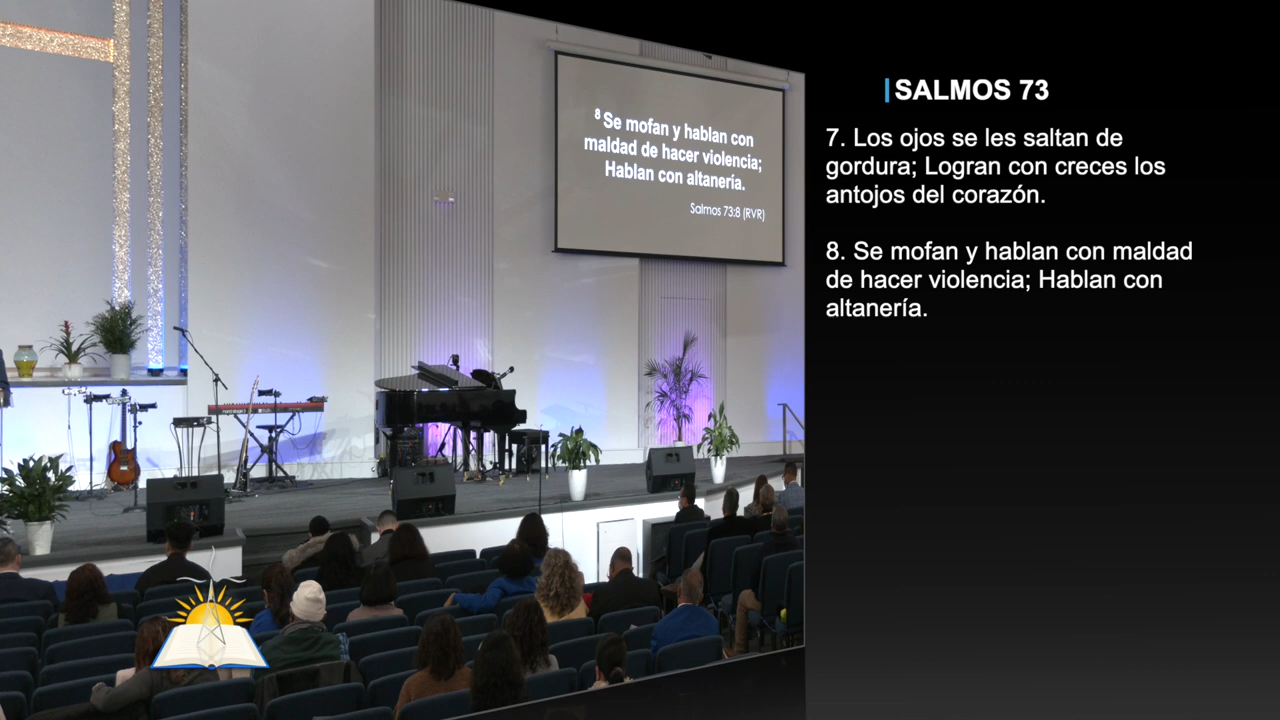 8 Se mofan y hablan con
maldad de hacer violencia;
Hablan con altanería.
Salmos 73:8 (RVR)
SALMOS 73
7. Los ojos se les saltan de
gordura; Logran con creces los
antojos del corazón.
8. Se mofan y hablan con maldad
de hacer violencia; Hablan con
altanería.